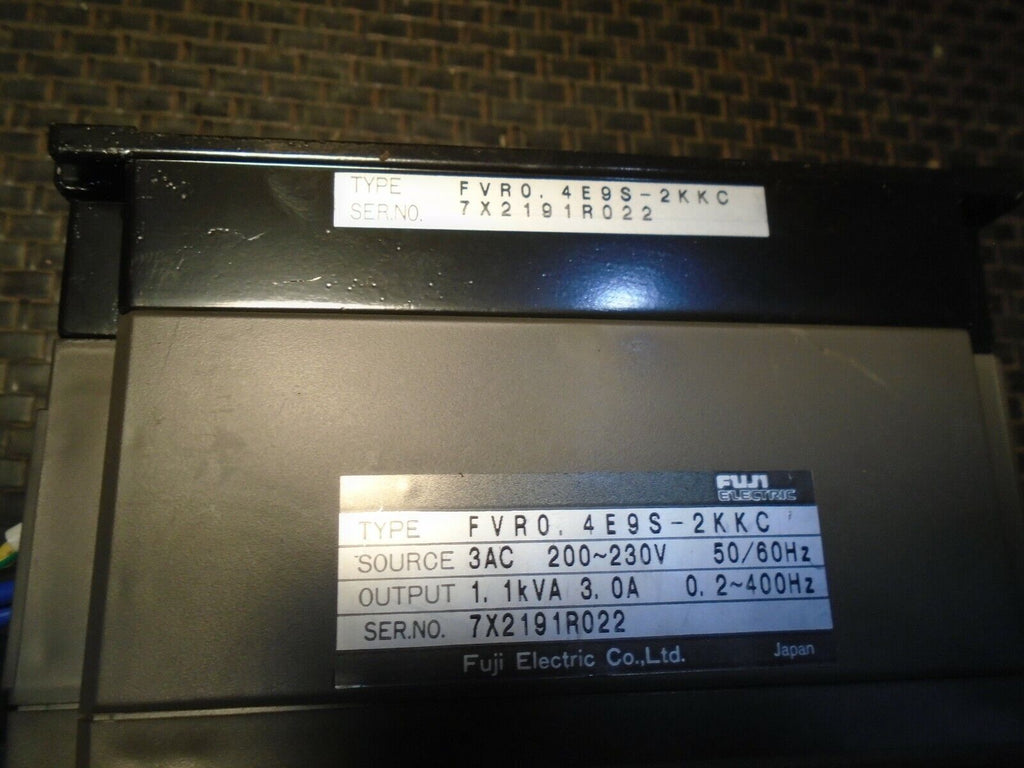 TYPE FVR0.4E9S-2KKC
SER.NO. 7X2191R022
FUJI
ELECTRIC
TYPE FVR0.4E9S-2KKC
SOURCE 3AC 200~230V 50/60Hz
OUTPUT 1.1kVA 3.0A 0.2~400Hz
SER.NO. 7X2191R022
Fuji Electric Co.,Ltd. Japan